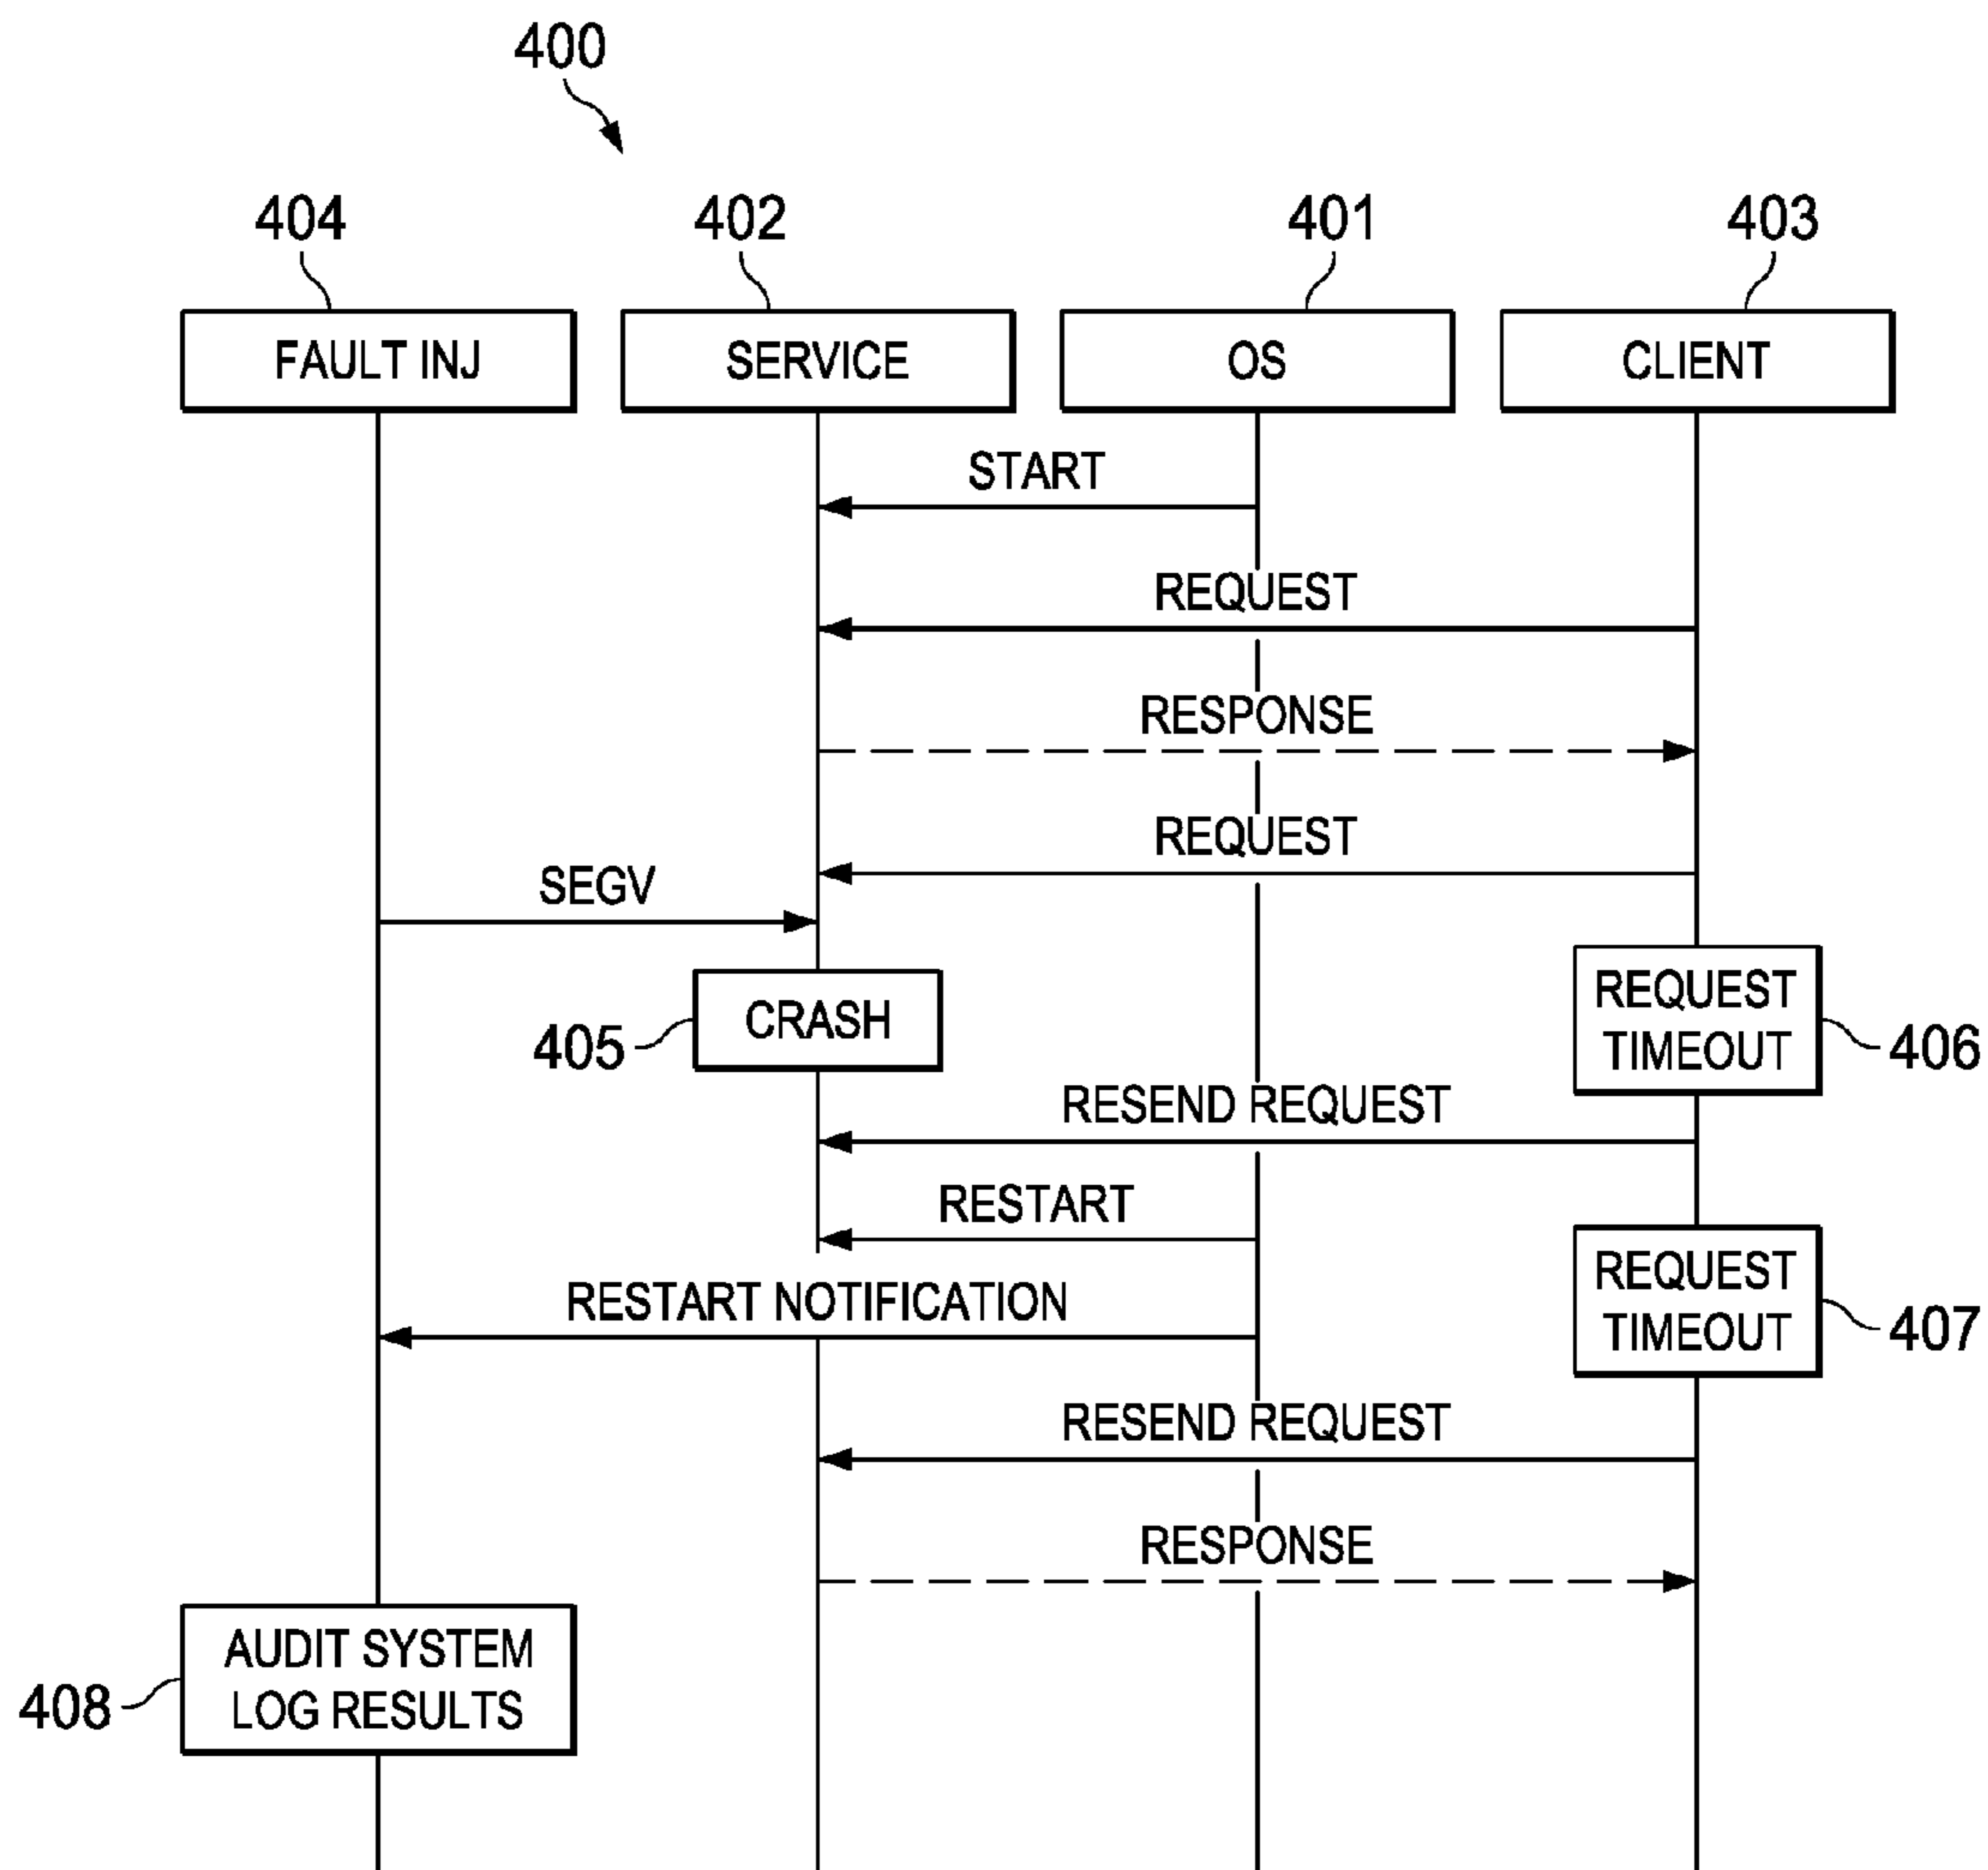 400
404
402
401
403
FAULT INJ
SERVICE
OS
CLIENT
START
REQUEST
RESPONSE
REQUEST
SEGV
REQUEST
TIMEOUT
406
CRASH
405
RESEND REQUEST
RESTART
REQUEST
TIMEOUT
407
RESTART NOTIFICATION
RESEND REQUEST
RESPONSE
AUDIT SYSTEM
LOG RESULTS
408